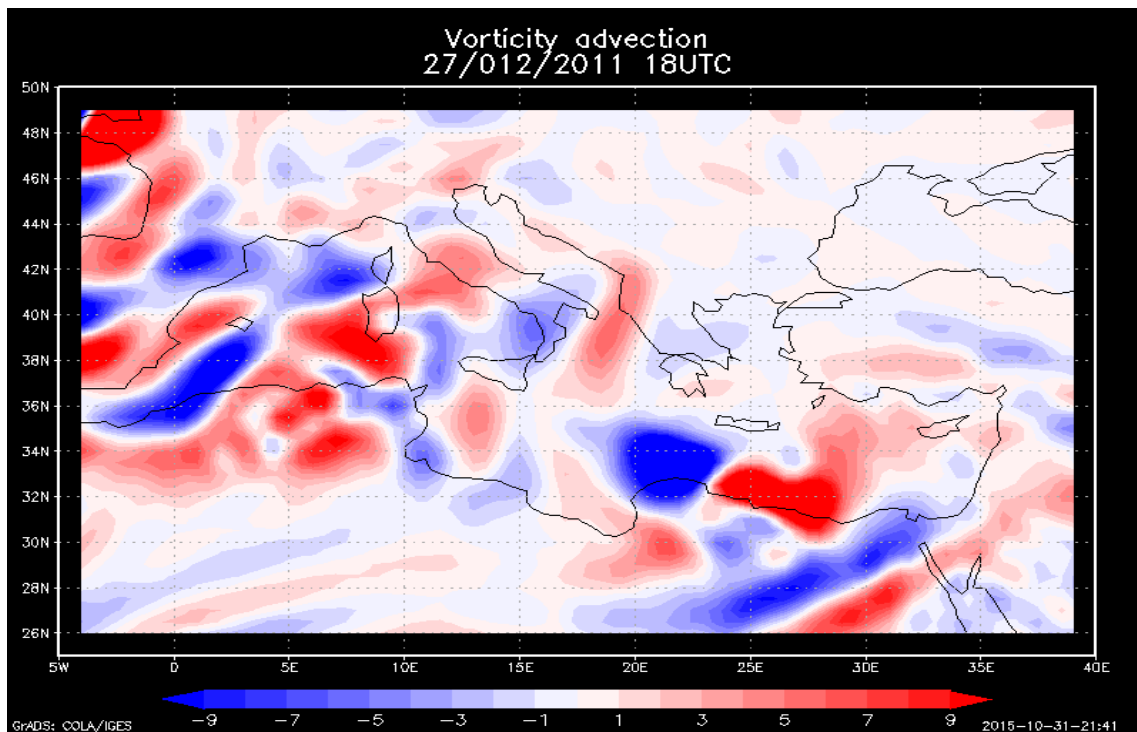 Vorticity advection
27/012/2011 18UTC
50N
48N
46N
44N
42N
40N
38N
36N
34N
32N
30N
28N
26N
25N
5W 0 5E 10E 15E 20E 25E 30E 35E 40E
-9 -7 -5 -3 -1 1 3 5 7 9
GrADS: COLA/IGES 2015-10-31-21:41